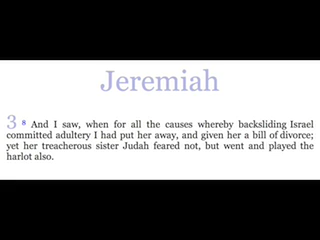 Jeremiah
3 8 And I saw, when for all the causes whereby backsliding Israel
committed adultery I had put her away, and given her a bill of divorce;
yet her treacherous sister Judah feared not, but went and played the
harlot also.